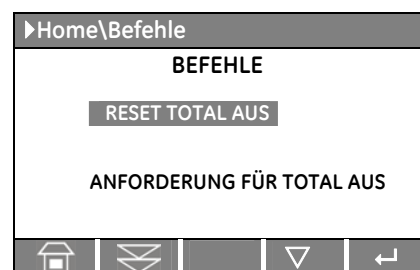 Home\Befehle
BEFEHLE
RESET TOTAL AUS
ANFORDERUNG FÜR TOTAL AUS